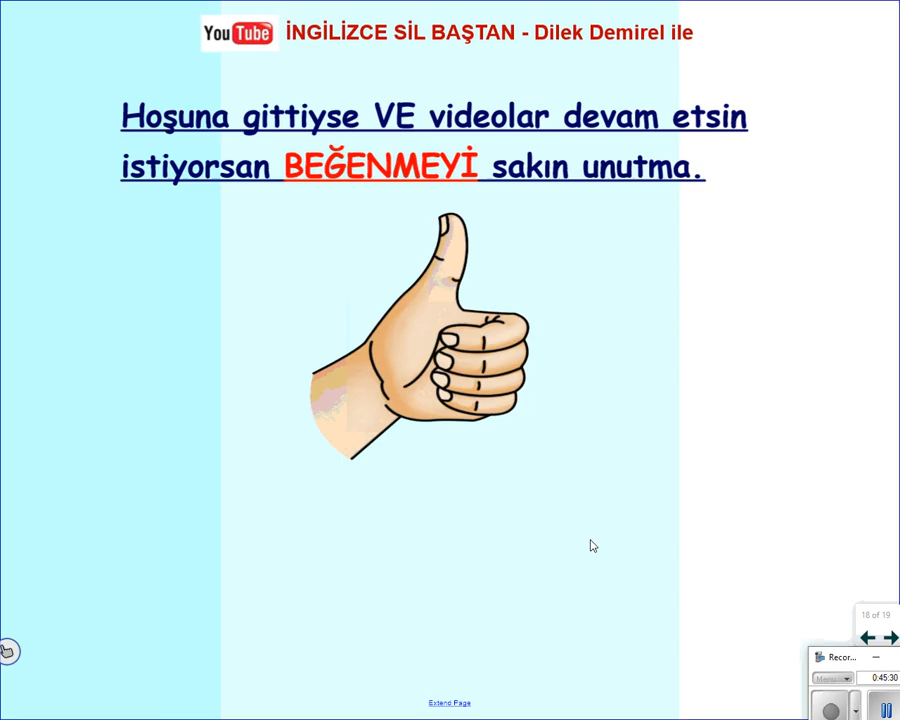 YouTube İNGİLİZCE SİL BAŞTAN - Dilek Demirel ile
Hoşuna gittiyse VE videolar devam etsin
istiyorsan BEĞENMEYİ sakın unutma.
18 of 19
Recor...
Menu
0:45:30
Extend Page